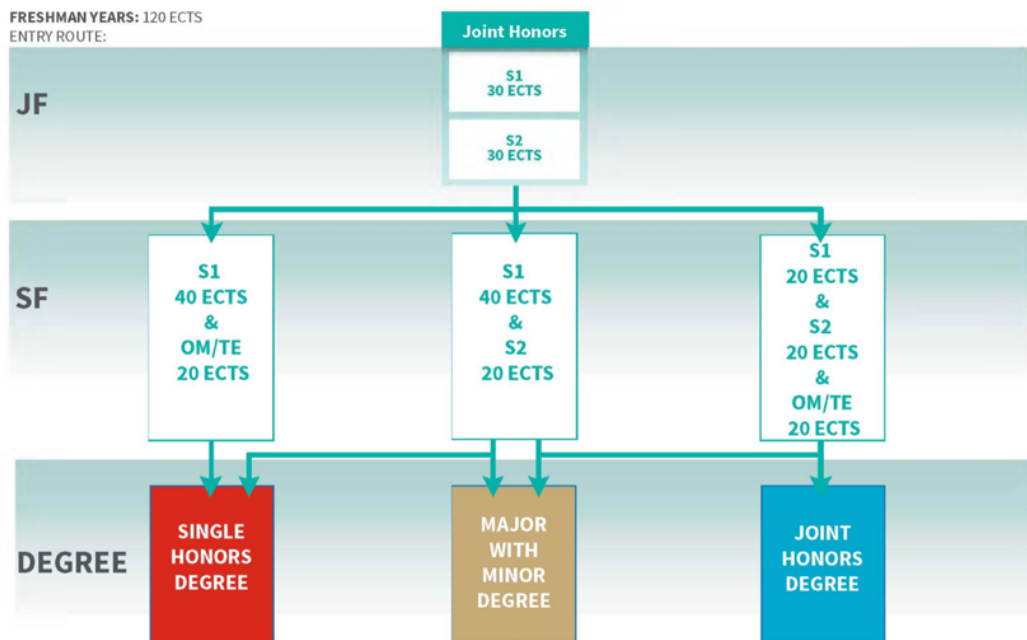 FRESHMAN YEARS: 120 ECTS
ENTRY ROUTE:
Joint Honors
JF
S1
30 ECTS
S2
30 ECTS
SF
S1
40 ECTS
&
OM/TE
20 ECTS
S1
40 ECTS
&
S2
20 ECTS
S1
20 ECTS
&
S2
20 ECTS
&
OM/TE
20 ECTS
DEGREE
SINGLE
HONORS
DEGREE
MAJOR
WITH
MINOR
DEGREE
JOINT
HONORS
DEGREE